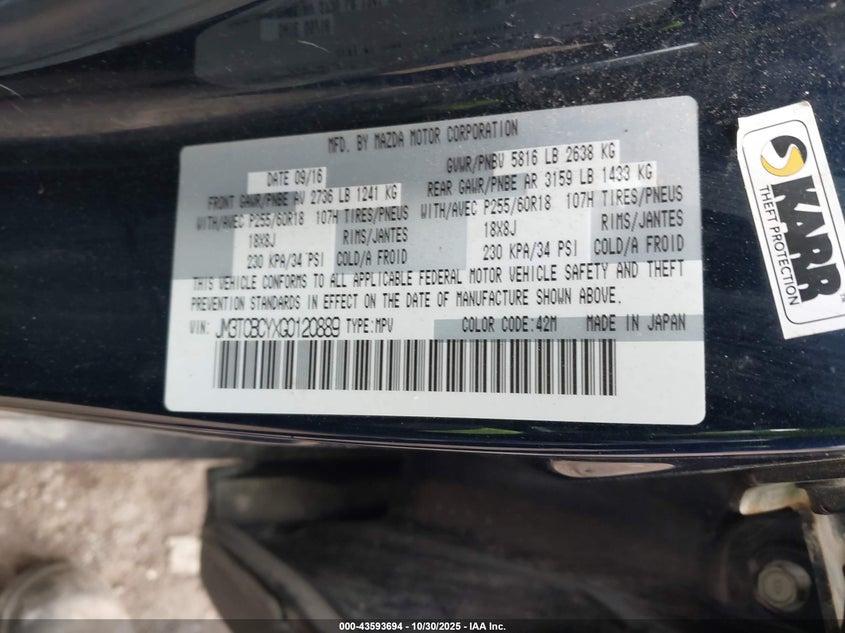 MFD. BY MAZDA MOTOR CORPORATION
DATE 09/16
GVWR/PNBV 5816 LB 2638 KG
FRONT GAWR/PNBE AV 2736 LB 1241 KG
REAR GAWR/PNBE AR 3159 LB 1433 KG
WITH/AVEC P255/60R18 107H TIRES/PNEUS
WITH/AVEC P255/60R18 107H TIRES/PNEUS
18X8J RIMS/JANTES
18X8J RIMS/JANTES
230 KPA/34 PSI COLD/A FROID
230 KPA/34 PSI COLD/A FROID
THIS VEHICLE CONFORMS TO ALL APPLICABLE FEDERAL MOTOR VEHICLE SAFETY AND THEFT
PREVENTION STANDARDS IN EFFECT ON THE DATE OF MANUFACTURE SHOWN ABOVE.
VIN: JM3TCBCYXG0120889 TYPE:MPV COLOR CODE:42M MADE IN JAPAN
KARR
THEFT PROTECTION
000-43593694 - 10/30/2025 - IAA Inc.